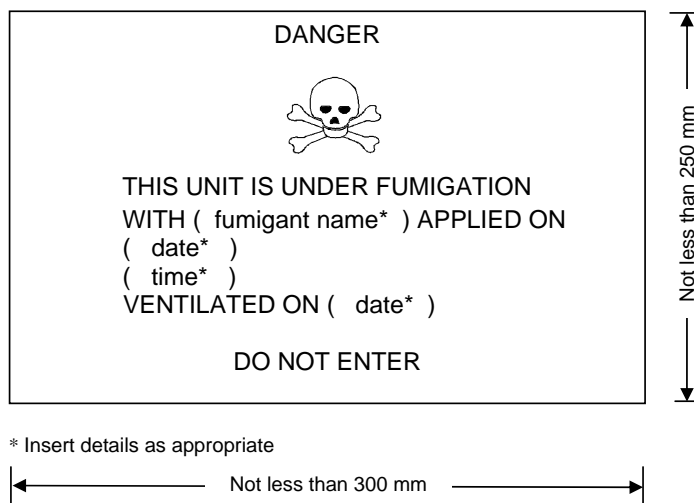 DANGER
THIS UNIT IS UNDER FUMIGATION
WITH ( fumigant name* ) APPLIED ON
( date* )
( time* )
VENTILATED ON ( date* )
DO NOT ENTER
Not less than 250 mm
* Insert details as appropriate
Not less than 300 mm